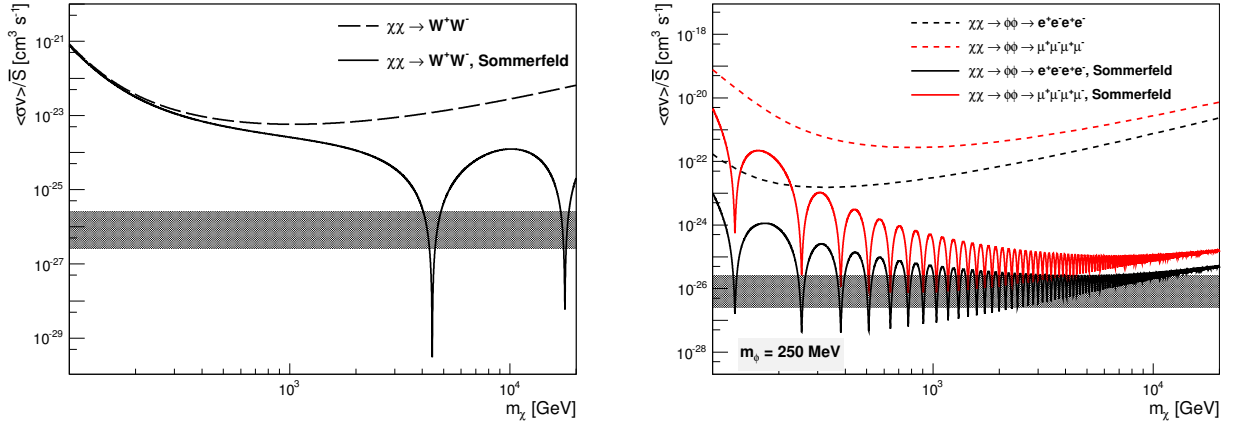 <σv>/S̅ [cm³ s⁻¹]
10⁻²¹
10⁻²³
10⁻²⁵
10⁻²⁷
10⁻²⁹
χχ → W⁺W⁻
χχ → W⁺W⁻, Sommerfeld
10³
10⁴
m_χ [GeV]
<σv>/S̅ [cm³ s⁻¹]
10⁻¹⁸
10⁻²⁰
10⁻²²
10⁻²⁴
10⁻²⁶
10⁻²⁸
χχ → φφ → e⁺e⁻e⁺e⁻
χχ → φφ → μ⁺μ⁻μ⁺μ⁻
χχ → φφ → e⁺e⁻e⁺e⁻, Sommerfeld
χχ → φφ → μ⁺μ⁻μ⁺μ⁻, Sommerfeld
m_φ = 250 MeV
10³
10⁴
m_χ [GeV]